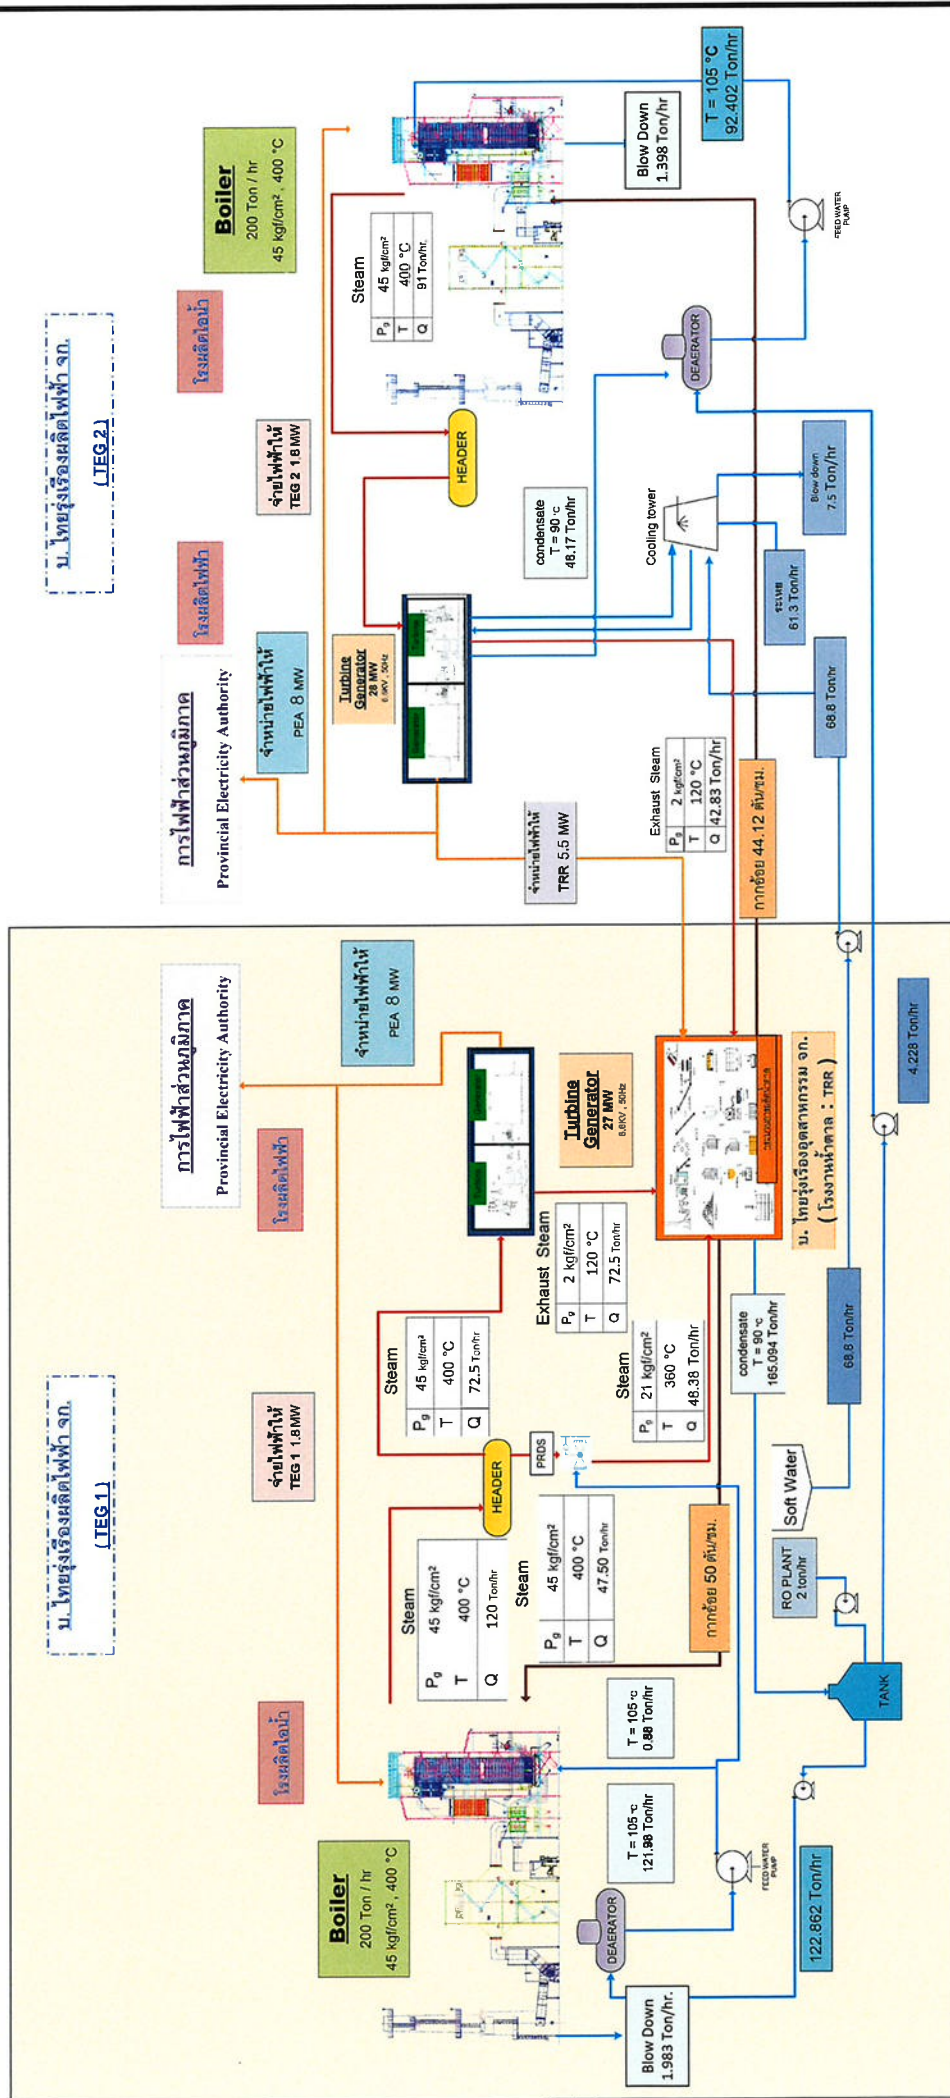 บ. ไทยรุ่งเรืองผลิตไฟฟ้า จก.
(TEG 1)
โรงผลิตไอน้ำ
จ่ายไฟฟ้าให้
TEG 1 1.8MW
โรงผลิตไฟฟ้า
การไฟฟ้าส่วนภูมิภาค
Provincial Electricity Authority
จำหน่ายไฟฟ้าให้
PEA 8 MW
Boiler
200 Ton / hr
45 kgf/cm² , 400 °C
Steam
Pg 45 kgf/cm²
T 400 °C
Q 120 Ton/hr
HEADER
Steam
Pg 45 kgf/cm²
T 400 °C
Q 72.5 Ton/hr
Turbine
Generator
27 MW
6.6KV , 50Hz
PRDS
Steam
Pg 45 kgf/cm²
T 400 °C
Q 47.50 Ton/hr
Exhaust Steam
Pg 2 kgf/cm²
T 120 °C
Q 72.5 Ton/hr
Steam
Pg 21 kgf/cm²
T 360 °C
Q 48.38 Ton/hr
กากอ้อย 50 ตัน/ชม.
T = 105 °C
0.88 Ton/hr
T = 105 °C
121.98 Ton/hr
DEAERATOR
FEED WATER
PUMP
Blow Down
1.983 Ton/hr.
122.862 Ton/hr
TANK
RO PLANT
2 ton/hr
Soft Water
68.8 Ton/hr
condensate
T = 90 °C
165.094 Ton/hr
บ. ไทยรุ่งเรืองอุตสาหกรรม จก.
( โรงงานน้ำตาล : TRR )
4.228 Ton/hr
บ. ไทยรุ่งเรืองผลิตไฟฟ้า จก.
(TEG 2)
การไฟฟ้าส่วนภูมิภาค
Provincial Electricity Authority
โรงผลิตไฟฟ้า
โรงผลิตไอน้ำ
จำหน่ายไฟฟ้าให้
PEA 8 MW
จ่ายไฟฟ้าให้
TEG 2 1.8 MW
Boiler
200 Ton / hr
45 kgf/cm² , 400 °C
Turbine
Generator
28 MW
6.6KV , 50Hz
Steam
Pg 45 kgf/cm²
T 400 °C
Q 91 Ton/hr.
HEADER
จำหน่ายไฟฟ้าให้
TRR 5.5 MW
condensate
T = 90 °C
48.17 Ton/hr
Exhaust Steam
Pg 2 kgf/cm²
T 120 °C
Q 42.83 Ton/hr
Cooling tower
DEAERATOR
Blow Down
1.398 Ton/hr
T = 105 °C
92.402 Ton/hr
FEED WATER
PUMP
กากอ้อย 44.12 ตัน/ชม.
68.8 Ton/hr
ระเหย
61.3 Ton/hr
Blow down
7.5 Ton/hr